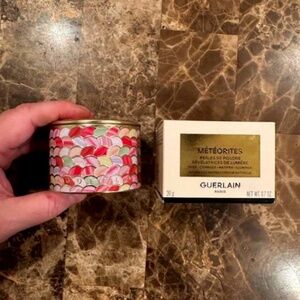 MÉTÉORITES
PERLES DE POUDRE
RÉVÉLATRICES DE LUMIÈRE
GUERLAIN
PARIS
20 g NET WT 0.7 OZ